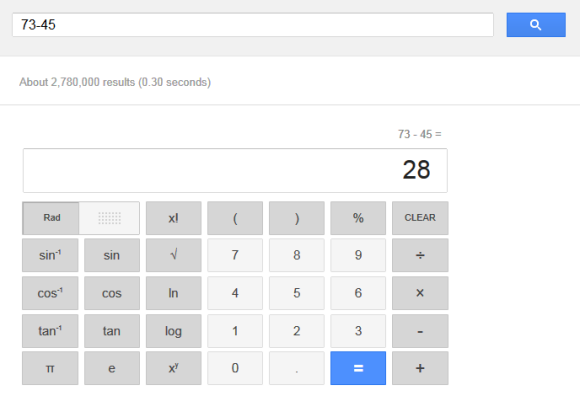 73-45
About 2,780,000 results (0.30 seconds)
73 - 45 =
28
Rad x! ( ) % CLEAR
sin⁻¹ sin √ 7 8 9 ÷
cos⁻¹ cos ln 4 5 6 ×
tan⁻¹ tan log 1 2 3 -
π e xʸ 0 . = +